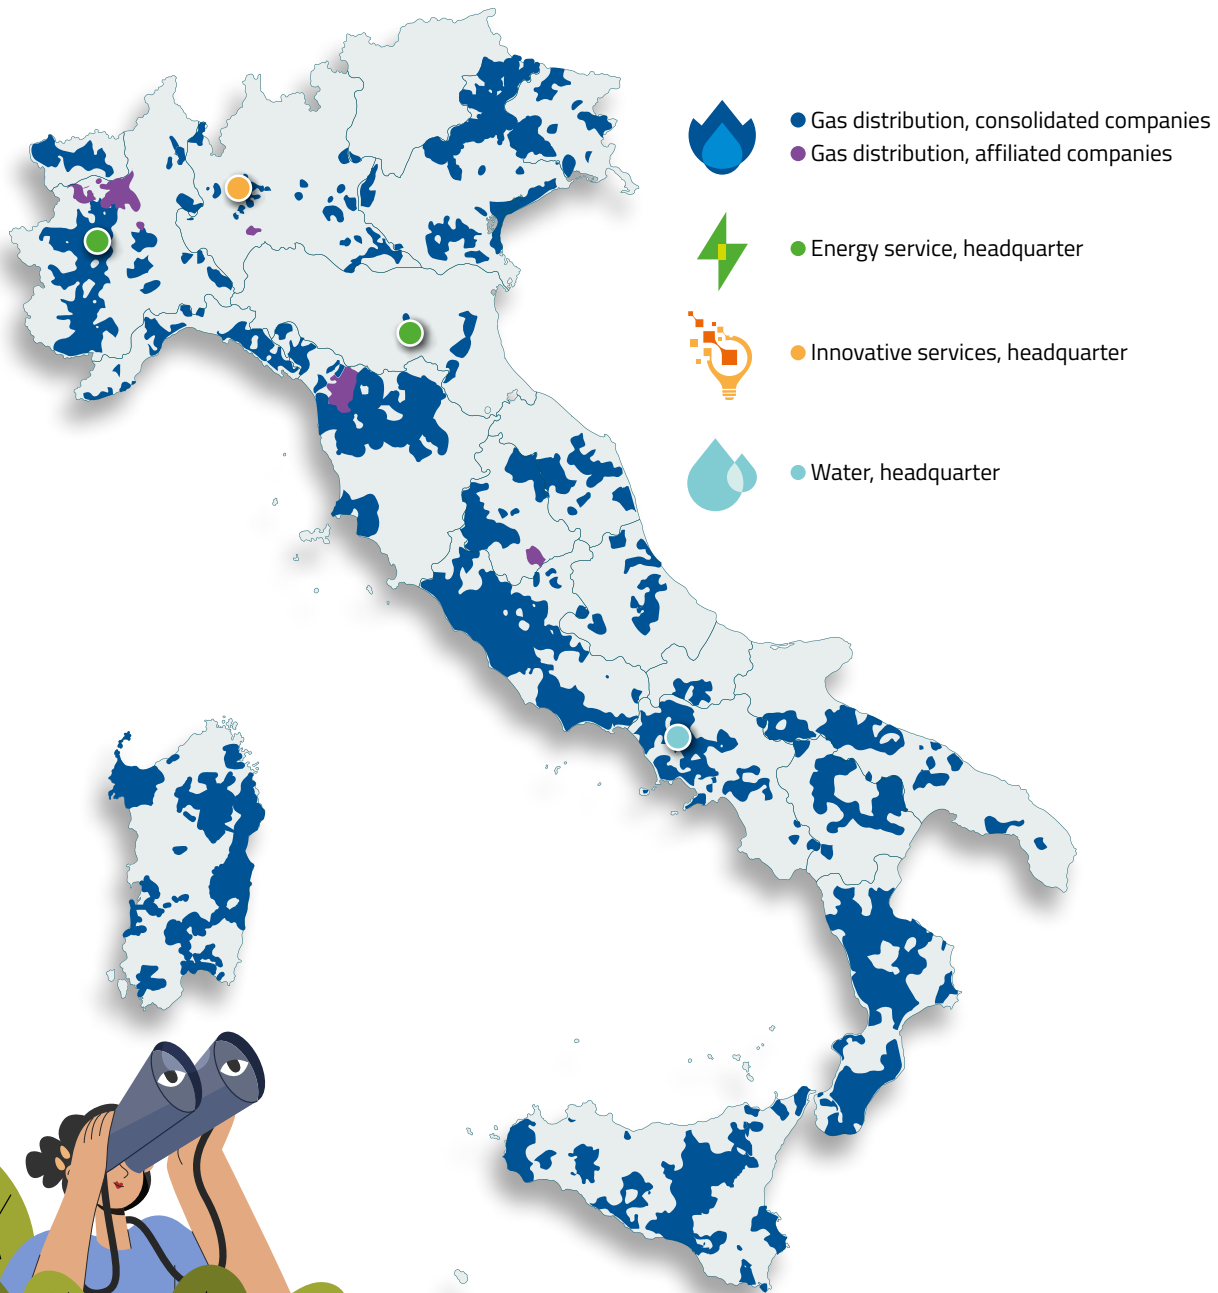 Gas distribution, consolidated companies
Gas distribution, affiliated companies
Energy service, headquarter
Innovative services, headquarter
Water, headquarter